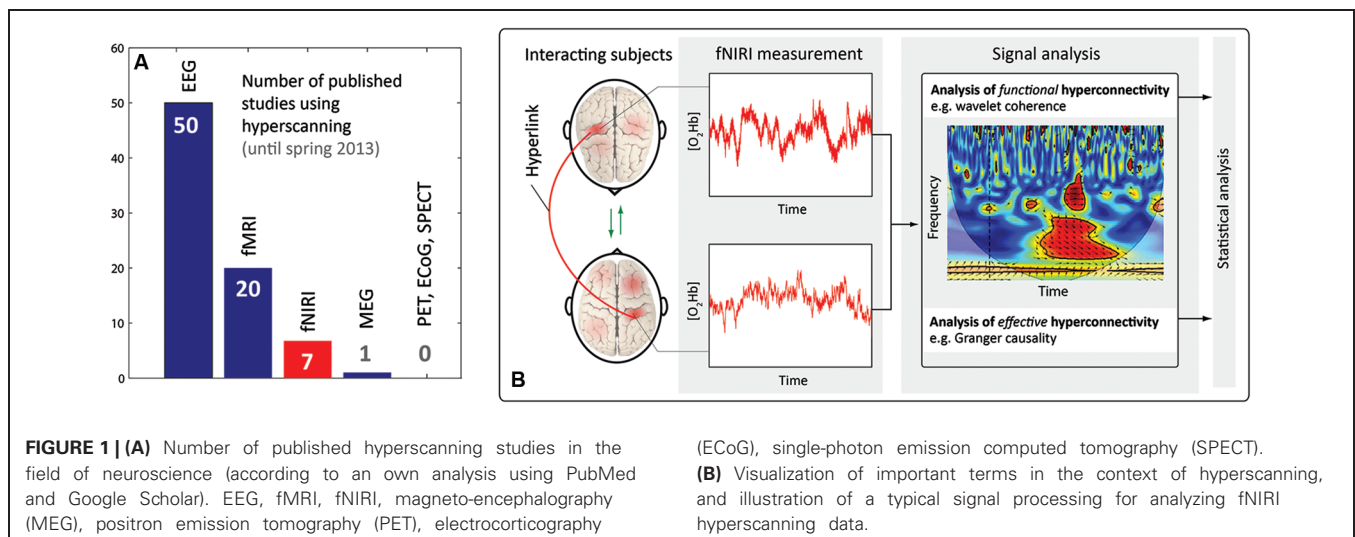 A
60
50
40
30
20
10
0
EEG
50
fMRI
20
fNIRI
7
MEG
1
PET, ECoG, SPECT
0
Number of published
studies using
hyperscanning
(until spring 2013)
B
Interacting subjects
Hyperlink
fNIRI measurement
[O₂Hb]
Time
[O₂Hb]
Time
Signal analysis
Analysis of functional hyperconnectivity
e.g. wavelet coherence
Frequency
Time
Analysis of effective hyperconnectivity
e.g. Granger causality
Statistical analysis
FIGURE 1 | (A) Number of published hyperscanning studies in the
field of neuroscience (according to an own analysis using PubMed
and Google Scholar). EEG, fMRI, fNIRI, magneto-encephalography
(MEG), positron emission tomography (PET), electrocorticography
(ECoG), single-photon emission computed tomography (SPECT).
(B) Visualization of important terms in the context of hyperscanning,
and illustration of a typical signal processing for analyzing fNIRI
hyperscanning data.